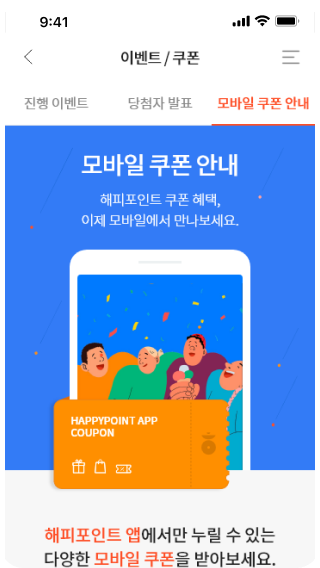 9:41
이벤트 / 쿠폰
진행 이벤트 당첨자 발표 모바일 쿠폰 안내
모바일 쿠폰 안내
해피포인트 쿠폰 혜택,
이제 모바일에서 만나보세요.
HAPPYPOINT APP
COUPON
해피포인트 앱에서만 누릴 수 있는
다양한 모바일 쿠폰을 받아보세요.